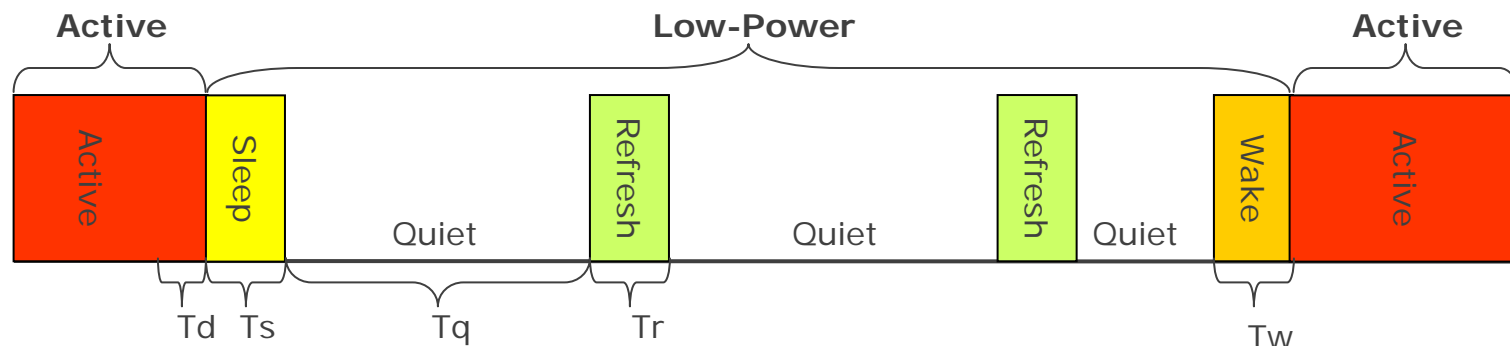 Active
Low-Power
Active
Active
Sleep
Quiet
Refresh
Quiet
Refresh
Quiet
Wake
Active
Td
Ts
Tq
Tr
Tw